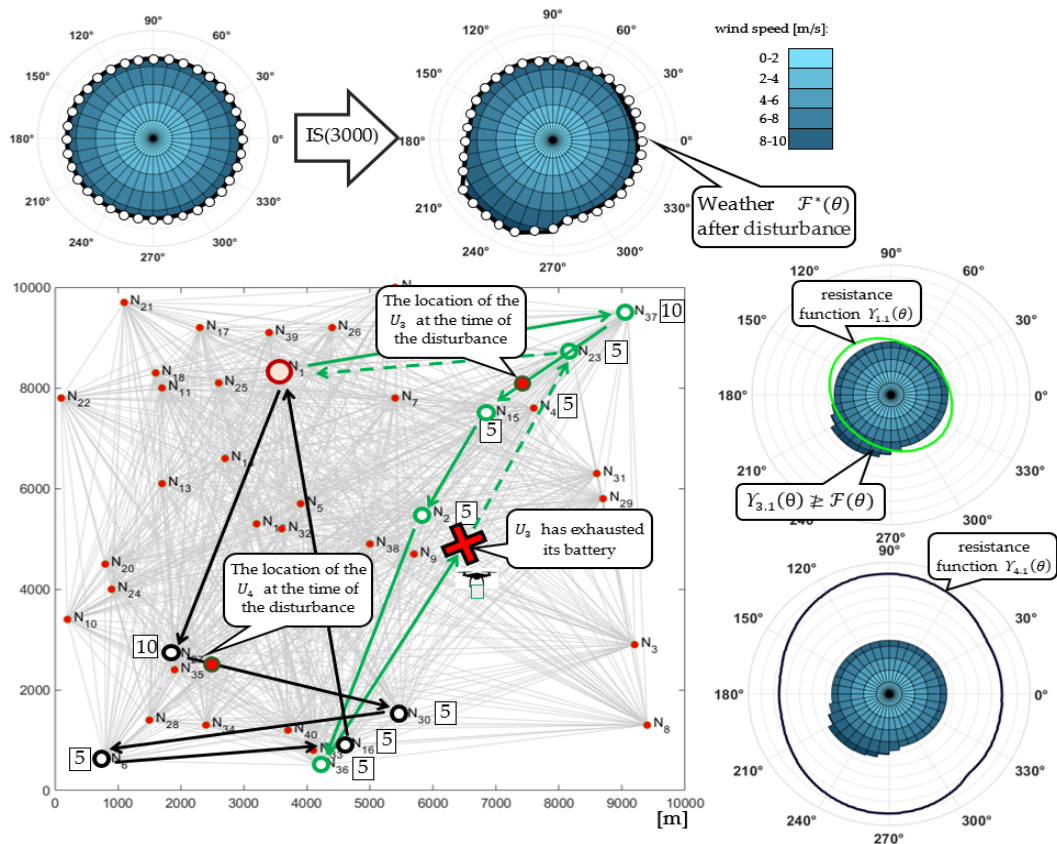 90°
120°
60°
150°
30°
180°
0°
210°
330°
240°
300°
270°
IS(3000)
90°
120°
60°
150°
30°
180°
0°
210°
330°
240°
300°
270°
wind speed [m/s]:
0-2
2-4
4-6
6-8
8-10
Weather ℱ*(θ)
after disturbance
10000
8000
6000
4000
2000
0
0 1000 2000 3000 4000 5000 6000 7000 8000 9000 10000
[m]
The location of the
U₃ at the time of
the disturbance
N₂₁
N₁₇
N₃₉
N₂₆
N₃₇
10
N₂₃
5
N₁
N₁₈
N₁₁
N₂₅
N₂₂
N₇
N₁₅
5
N₄
5
N₁₃
N₅
N₃₂
N₃₁
N₂₉
N₂
5
U₃ has exhausted
its battery
N₃₈
N₉
N₂₀
N₂₄
N₁₀
The location of the
U₄ at the time of
the disturbance
10
N₃₅
N₃
N₃₀
5
N₂₈
N₃₄
N₄₀
N₁₆
5
N₈
5
N₆
N₃₆
5
90°
120°
60°
150°
30°
180°
0°
210°
330°
240°
300°
270°
resistance
function Υ₁.₁(θ)
Υ₃.₁(θ) ≱ ℱ(θ)
90°
120°
60°
150°
30°
180°
0°
210°
330°
240°
300°
270°
resistance
function Υ₄.₁(θ)